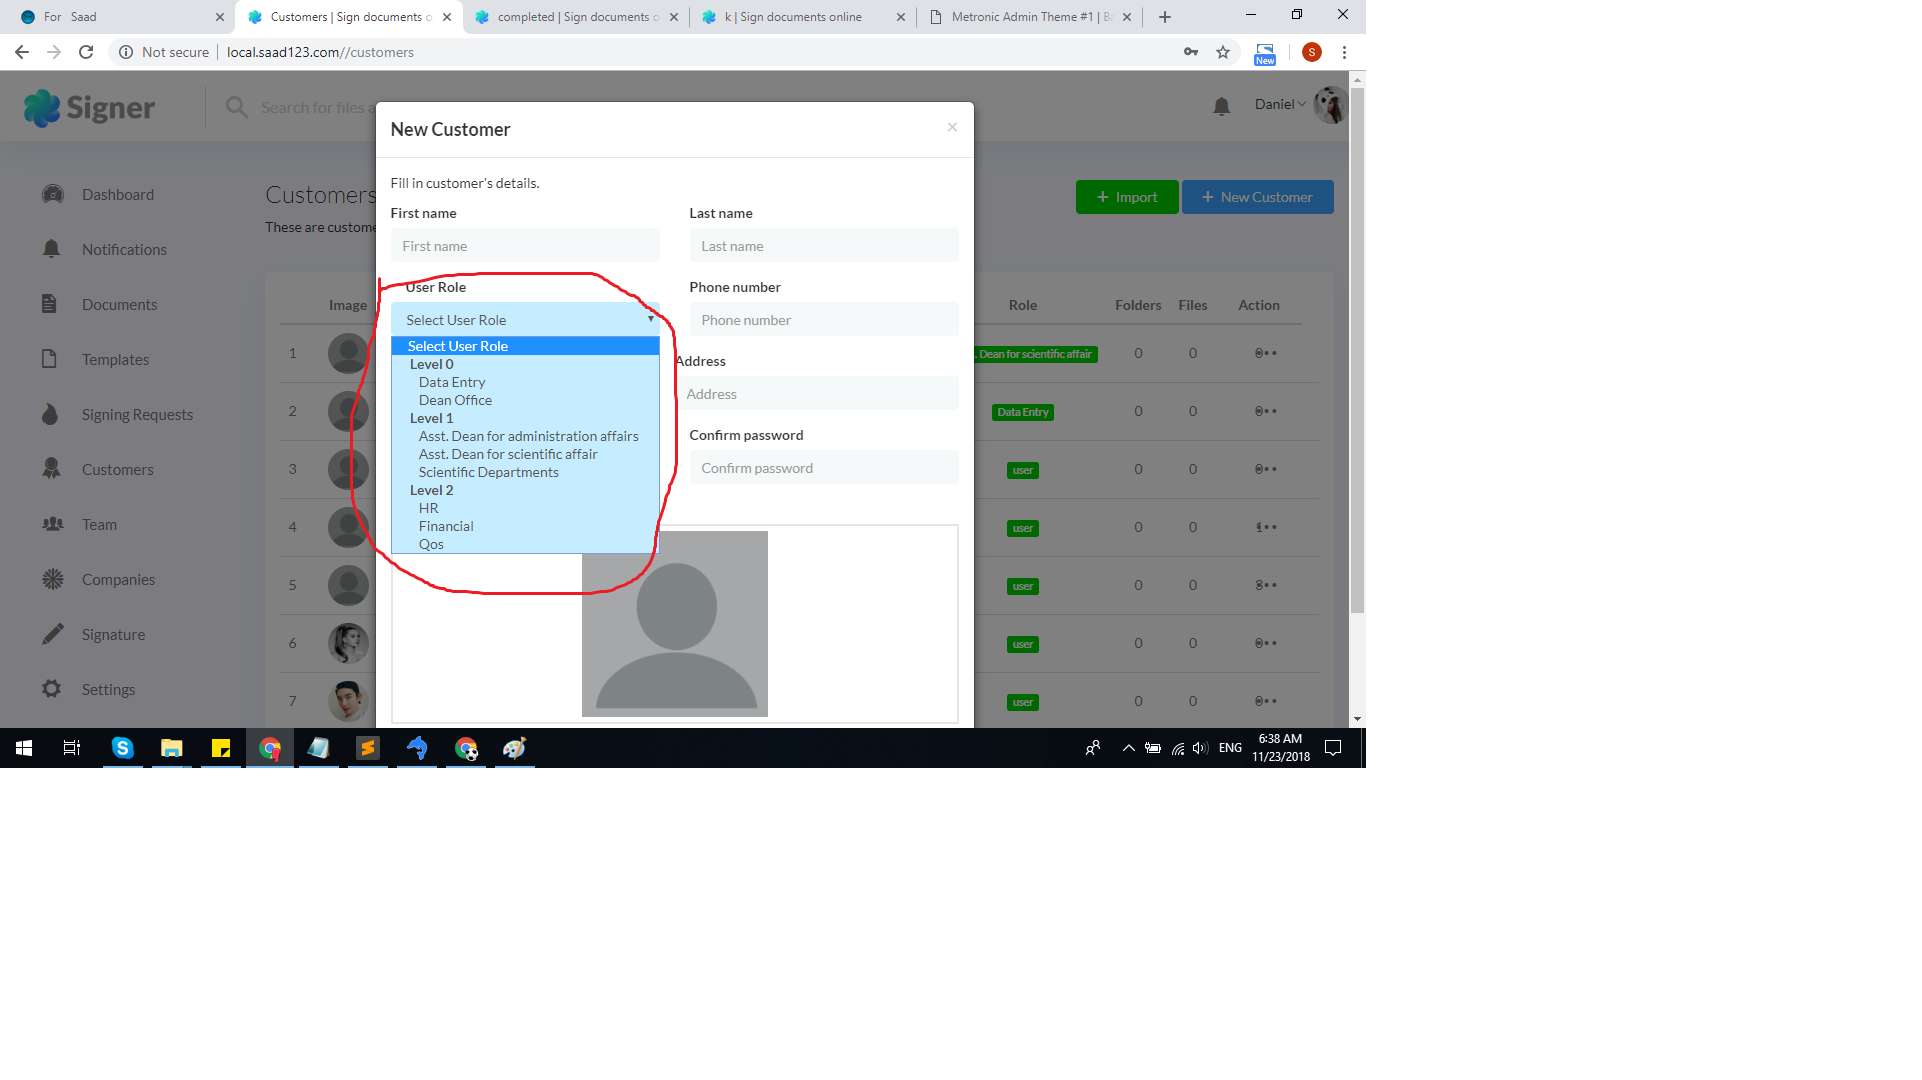 For Saad
Customers | Sign documents o
completed | Sign documents o
k | Sign documents online
Metronic Admin Theme #1 | Ba
Not secure
local.saad123.com//customers
New
S
Signer
Search for files a
Daniel
Dashboard
Notifications
Documents
Templates
Signing Requests
Customers
Team
Companies
Signature
Settings
Customers
These are custome
+ Import
+ New Customer
Image
Role
Folders
Files
Action
1
. Dean for scientific affair
0
0
2
Data Entry
0
0
3
user
0
0
4
user
0
0
5
user
0
0
6
user
0
0
7
user
0
0
New Customer
×
Fill in customer's details.
First name
Last name
First name
Last name
User Role
Phone number
Select User Role
Phone number
Select User Role
Level 0
Data Entry
Dean Office
Level 1
Asst. Dean for administration affairs
Asst. Dean for scientific affair
Scientific Departments
Level 2
HR
Financial
Qos
Address
Address
Confirm password
Confirm password
ENG
6:38 AM
11/23/2018